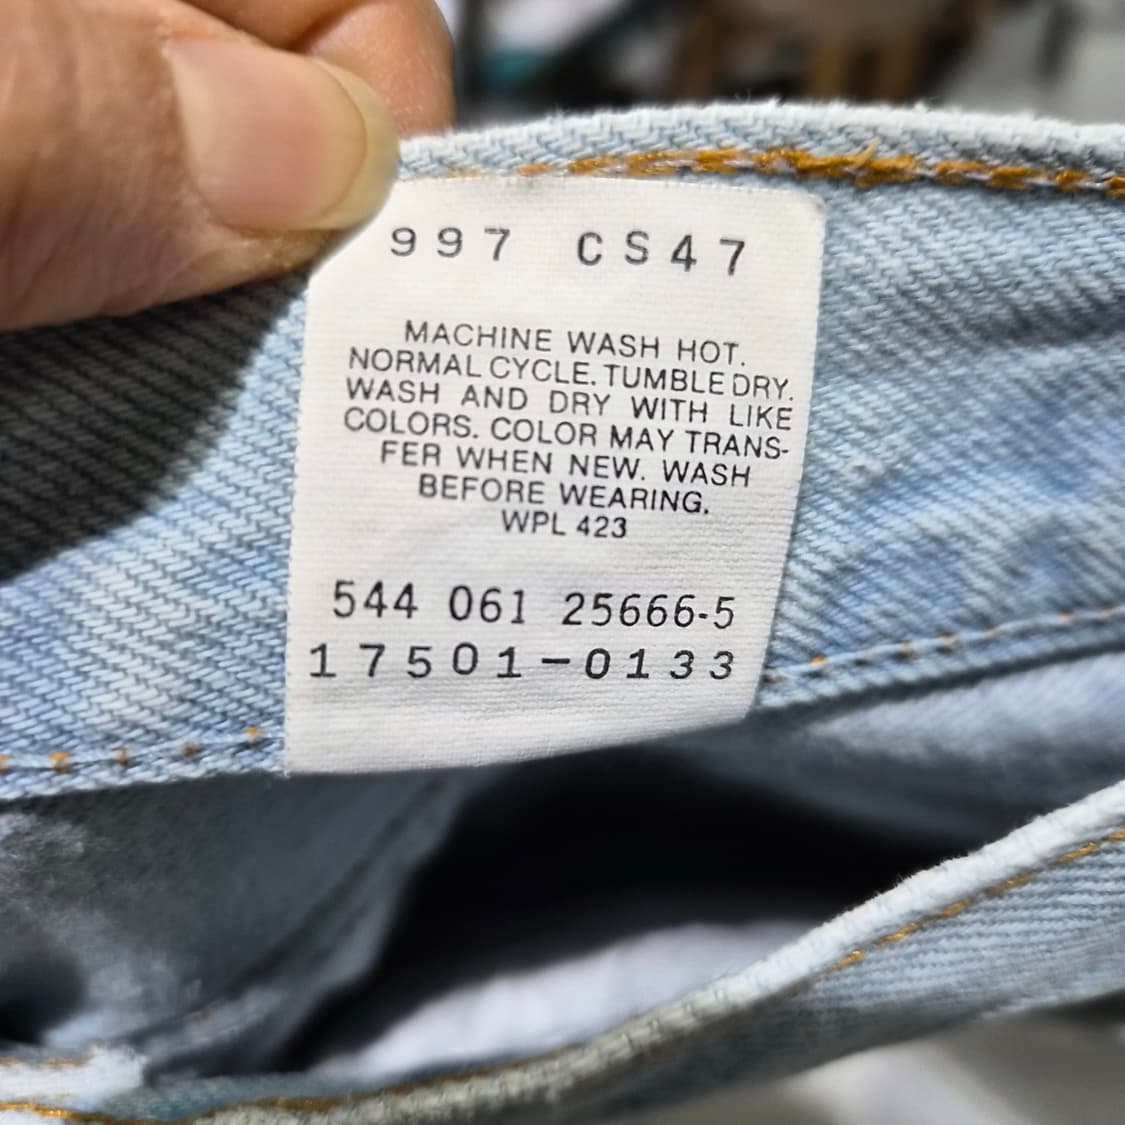 997 CS47
MACHINE WASH HOT.
NORMAL CYCLE. TUMBLE DRY.
WASH AND DRY WITH LIKE
COLORS. COLOR MAY TRANS-
FER WHEN NEW. WASH
BEFORE WEARING.
WPL 423
544 061 25666-5
17501-0133